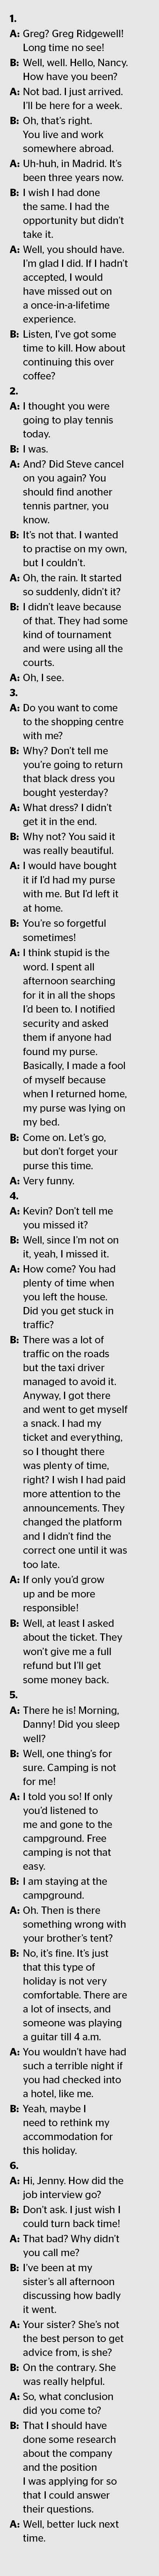 1.
A: Greg? Greg Ridgewell!
Long time no see!
B: Well, well. Hello, Nancy.
How have you been?
A: Not bad. I just arrived.
I'll be here for a week.
B: Oh, that's right.
You live and work
somewhere abroad.
A: Uh-huh, in Madrid. It's
been three years now.
B: I wish I had done
the same. I had the
opportunity but didn't
take it.
A: Well, you should have.
I'm glad I did. If I hadn't
accepted, I would
have missed out on
a once-in-a-lifetime
experience.
B: Listen, I've got some
time to kill. How about
continuing this over
coffee?
2.
A: I thought you were
going to play tennis
today.
B: I was.
A: And? Did Steve cancel
on you again? You
should find another
tennis partner, you
know.
B: It's not that. I wanted
to practise on my own,
but I couldn't.
A: Oh, the rain. It started
so suddenly, didn't it?
B: I didn't leave because
of that. They had some
kind of tournament
and were using all the
courts.
A: Oh, I see.
3.
A: Do you want to come
to the shopping centre
with me?
B: Why? Don't tell me
you're going to return
that black dress you
bought yesterday?
A: What dress? I didn't
get it in the end.
B: Why not? You said it
was really beautiful.
A: I would have bought
it if I'd had my purse
with me. But I'd left it
at home.
B: You're so forgetful
sometimes!
A: I think stupid is the
word. I spent all
afternoon searching
for it in all the shops
I'd been to. I notified
security and asked
them if anyone had
found my purse.
Basically, I made a fool
of myself because
when I returned home,
my purse was lying on
my bed.
B: Come on. Let's go,
but don't forget your
purse this time.
A: Very funny.
4.
A: Kevin? Don't tell me
you missed it?
B: Well, since I'm not on
it, yeah, I missed it.
A: How come? You had
plenty of time when
you left the house.
Did you get stuck in
traffic?
B: There was a lot of
traffic on the roads
but the taxi driver
managed to avoid it.
Anyway, I got there
and went to get myself
a snack. I had my
ticket and everything,
so I thought there
was plenty of time,
right? I wish I had paid
more attention to the
announcements. They
changed the platform
and I didn't find the
correct one until it was
too late.
A: If only you'd grow
up and be more
responsible!
B: Well, at least I asked
about the ticket. They
won't give me a full
refund but I'll get
some money back.
5.
A: There he is! Morning,
Danny! Did you sleep
well?
B: Well, one thing's for
sure. Camping is not
for me!
A: I told you so! If only
you'd listened to
me and gone to the
campground. Free
camping is not that
easy.
B: I am staying at the
campground.
A: Oh. Then is there
something wrong with
your brother's tent?
B: No, it's fine. It's just
that this type of
holiday is not very
comfortable. There are
a lot of insects, and
someone was playing
a guitar till 4 a.m.
A: You wouldn't have had
such a terrible night if
you had checked into
a hotel, like me.
B: Yeah, maybe I
need to rethink my
accommodation for
this holiday.
6.
A: Hi, Jenny. How did the
job interview go?
B: Don't ask. I just wish I
could turn back time!
A: That bad? Why didn't
you call me?
B: I've been at my
sister's all afternoon
discussing how badly
it went.
A: Your sister? She's not
the best person to get
advice from, is she?
B: On the contrary. She
was really helpful.
A: So, what conclusion
did you come to?
B: That I should have
done some research
about the company
and the position
I was applying for so
that I could answer
their questions.
A: Well, better luck next
time.